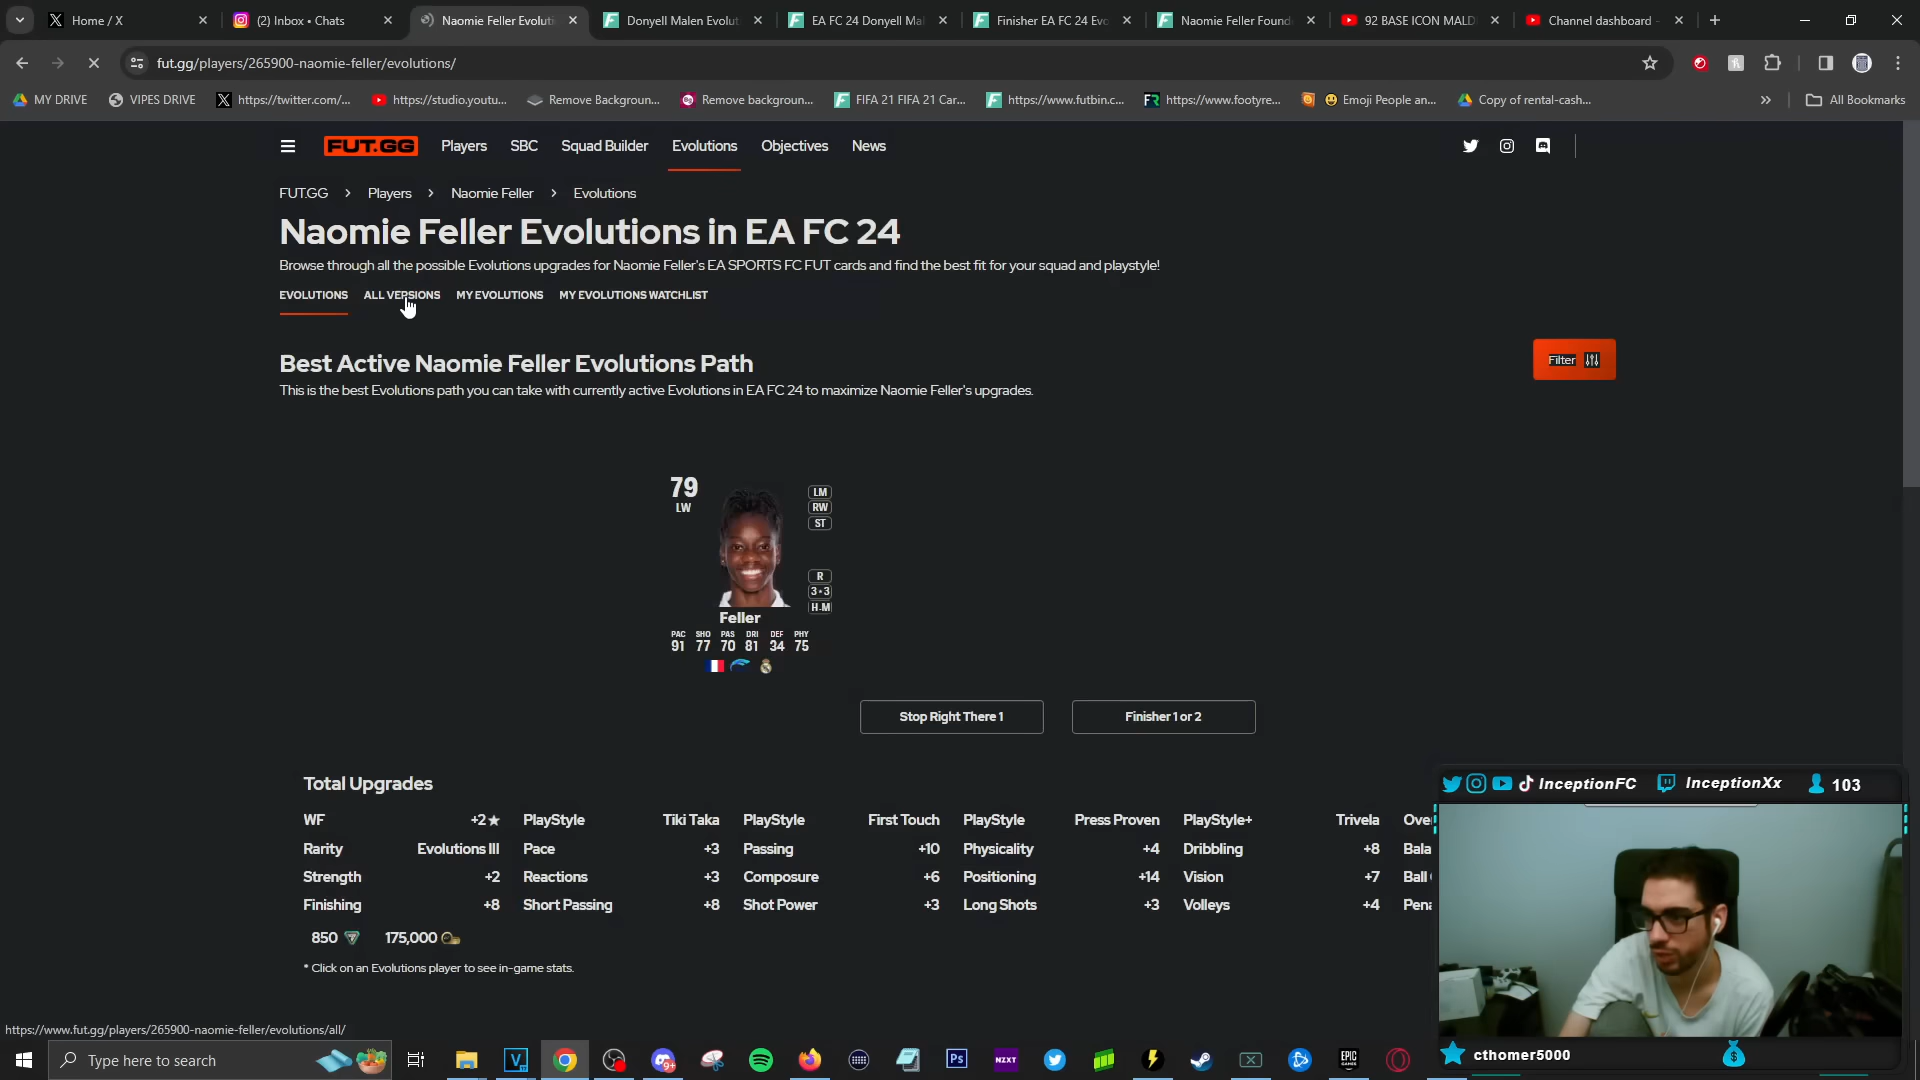 Home / X
(2) Inbox • Chats
Naomie Feller Evoluti
Donyell Malen Evolut
EA FC 24 Donyell Mal
Finisher EA FC 24 Evo
Naomie Feller Found
92 BASE ICON MALD
Channel dashboard -
fut.gg/players/265900-naomie-feller/evolutions/
MY DRIVE
VIPES DRIVE
https://twitter.com/...
https://studio.youtu...
Remove Backgroun...
Remove backgroun...
FIFA 21 FIFA 21 Car...
https://www.futbin.c...
https://www.footyre...
Emoji People an...
Copy of rental-cash...
All Bookmarks
FUT.GG Players SBC Squad Builder Evolutions Objectives News
FUT.GG > Players > Naomie Feller > Evolutions
Naomie Feller Evolutions in EA FC 24
Browse through all the possible Evolutions upgrades for Naomie Feller's EA SPORTS FC FUT cards and find the best fit for your squad and playstyle!
EVOLUTIONS ALL VERSIONS MY EVOLUTIONS MY EVOLUTIONS WATCHLIST
Best Active Naomie Feller Evolutions Path
Filter
This is the best Evolutions path you can take with currently active Evolutions in EA FC 24 to maximize Naomie Feller's upgrades.
79
LW
LM
RW
ST
R
3•3
H-M
Feller
PAC SHO PAS DRI DEF PHY
91 77 70 81 34 75
Stop Right There 1
Finisher 1 or 2
Total Upgrades
WF +2★ PlayStyle Tiki Taka PlayStyle First Touch PlayStyle Press Proven PlayStyle+ Trivela Ove
Rarity Evolutions III Pace +3 Passing +10 Physicality +4 Dribbling +8 Bala
Strength +2 Reactions +3 Composure +6 Positioning +14 Vision +7 Ball
Finishing +8 Short Passing +8 Shot Power +3 Long Shots +3 Volleys +4 Pena
850 175,000
* Click on an Evolutions player to see in-game stats.
InceptionFC InceptionXx 103
cthomer5000
https://www.fut.gg/players/265900-naomie-feller/evolutions/all/
Type here to search
V
9+
Ps
NZXT
EPIC GAMES